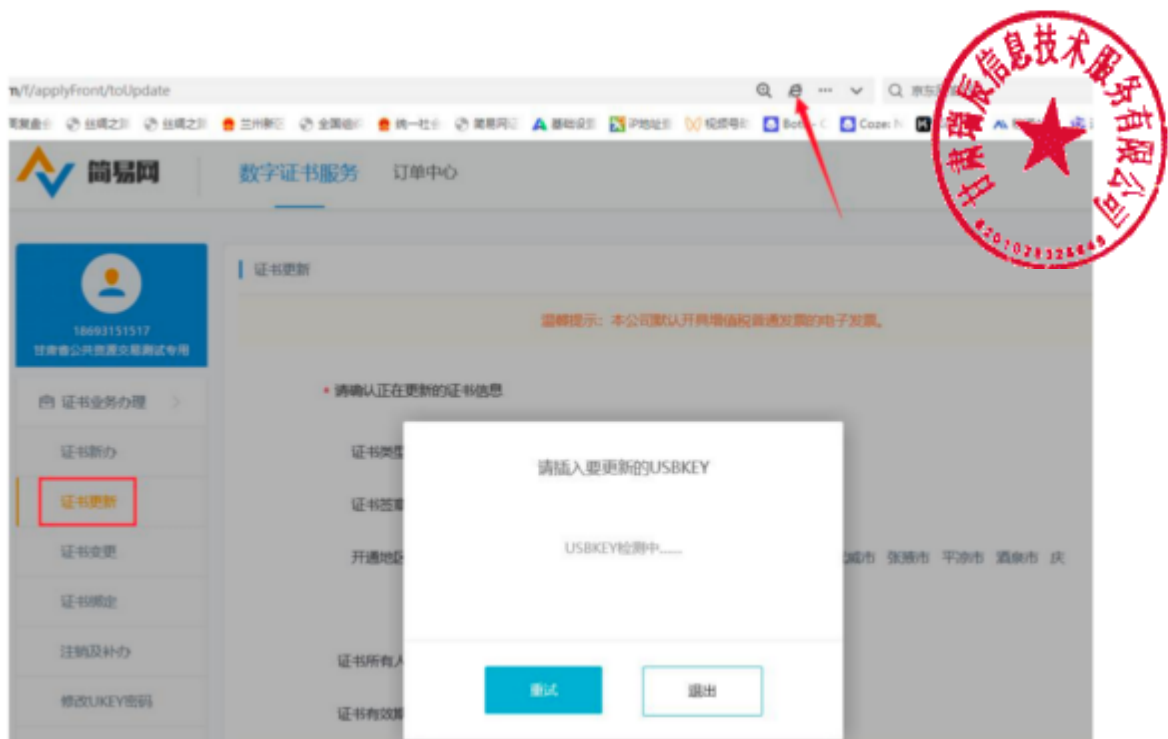 n/f/applyFront/toUpdate
简易网
数字证书服务
订单中心
18693151517
甘肃省公共资源交易测试专用
证书更新
温馨提示：本公司默认开具增值税普通发票的电子发票。
* 请确认正在更新的证书信息
证书业务办理
证书新办
证书更新
证书变更
证书绑定
注销及补办
修改UKEY密码
证书类型
证书签章
开通地区
威市 张掖市 平凉市 酒泉市 庆
证书所有人
证书有效期
请插入要更新的USBKEY
USBKEY检测中......
重试
退出
甘肃瑞辰信息技术服务有限公司